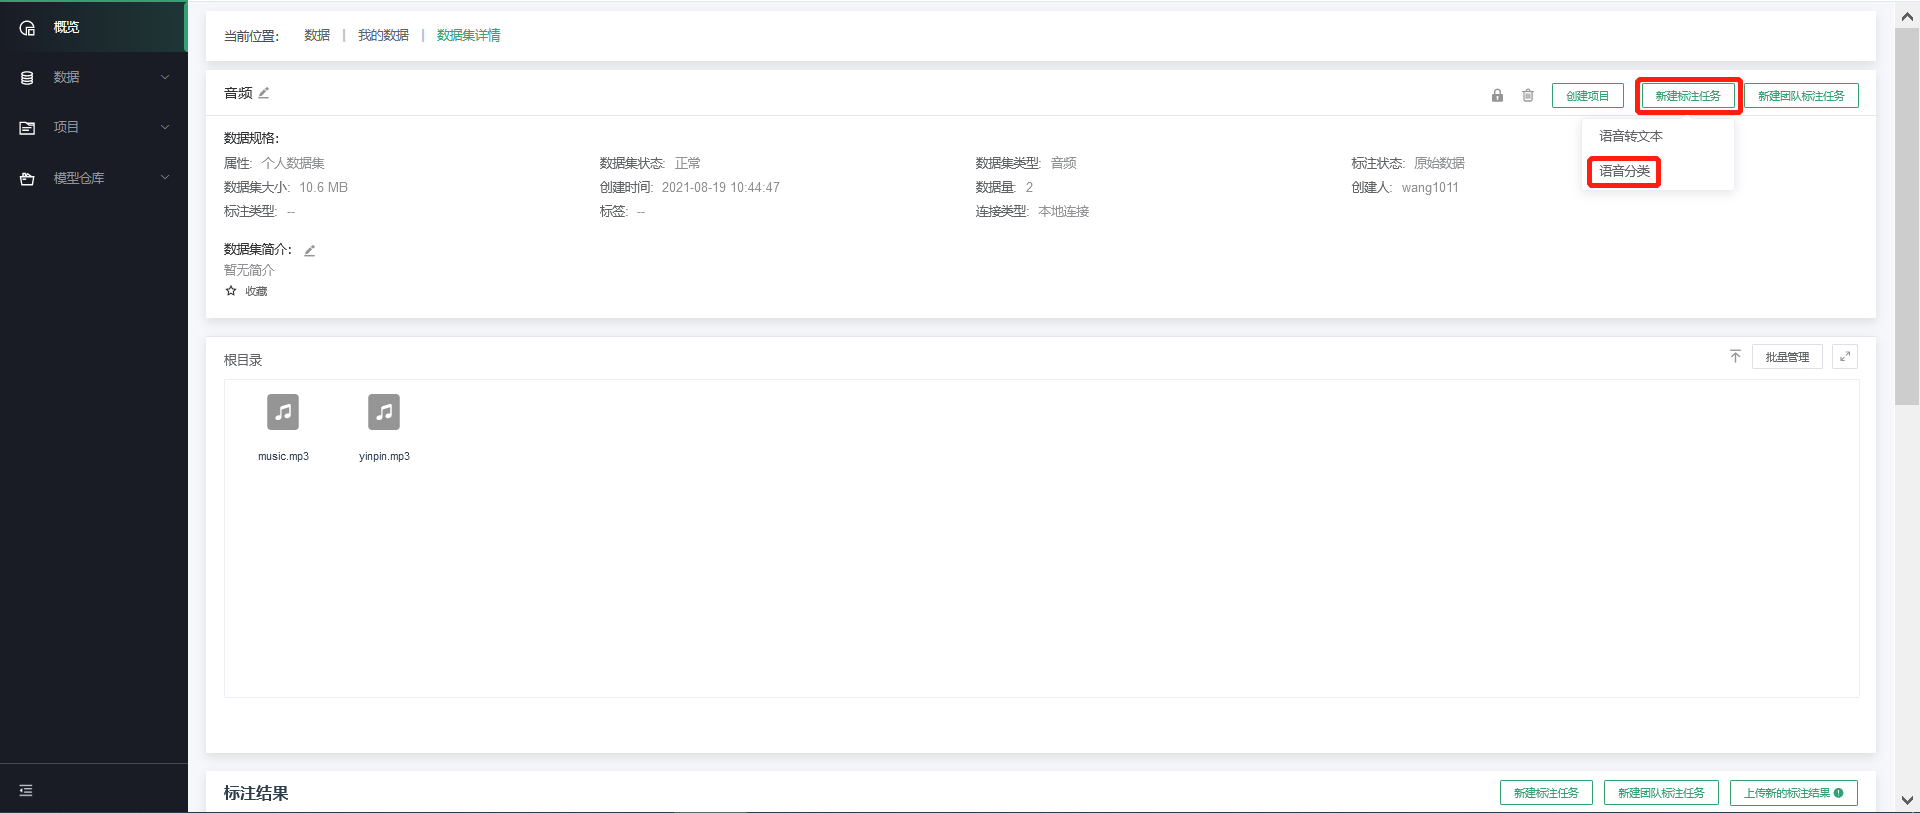 概览
数据
项目
模型仓库
当前位置: 数据 | 我的数据 | 数据集详情
音频
创建项目 新建标注任务 新建团队标注任务
语音转文本
语音分类
数据规格:
属性: 个人数据集 数据集状态: 正常 数据集类型: 音频 标注状态: 原始数据
数据集大小: 10.6 MB 创建时间: 2021-08-19 10:44:47 数据量: 2 创建人: wang1011
标注类型: -- 标签: -- 连接类型: 本地连接
数据集简介:
暂无简介
收藏
根目录 批量管理
music.mp3 yinpin.mp3
标注结果 新建标注任务 新建团队标注任务 上传新的标注结果